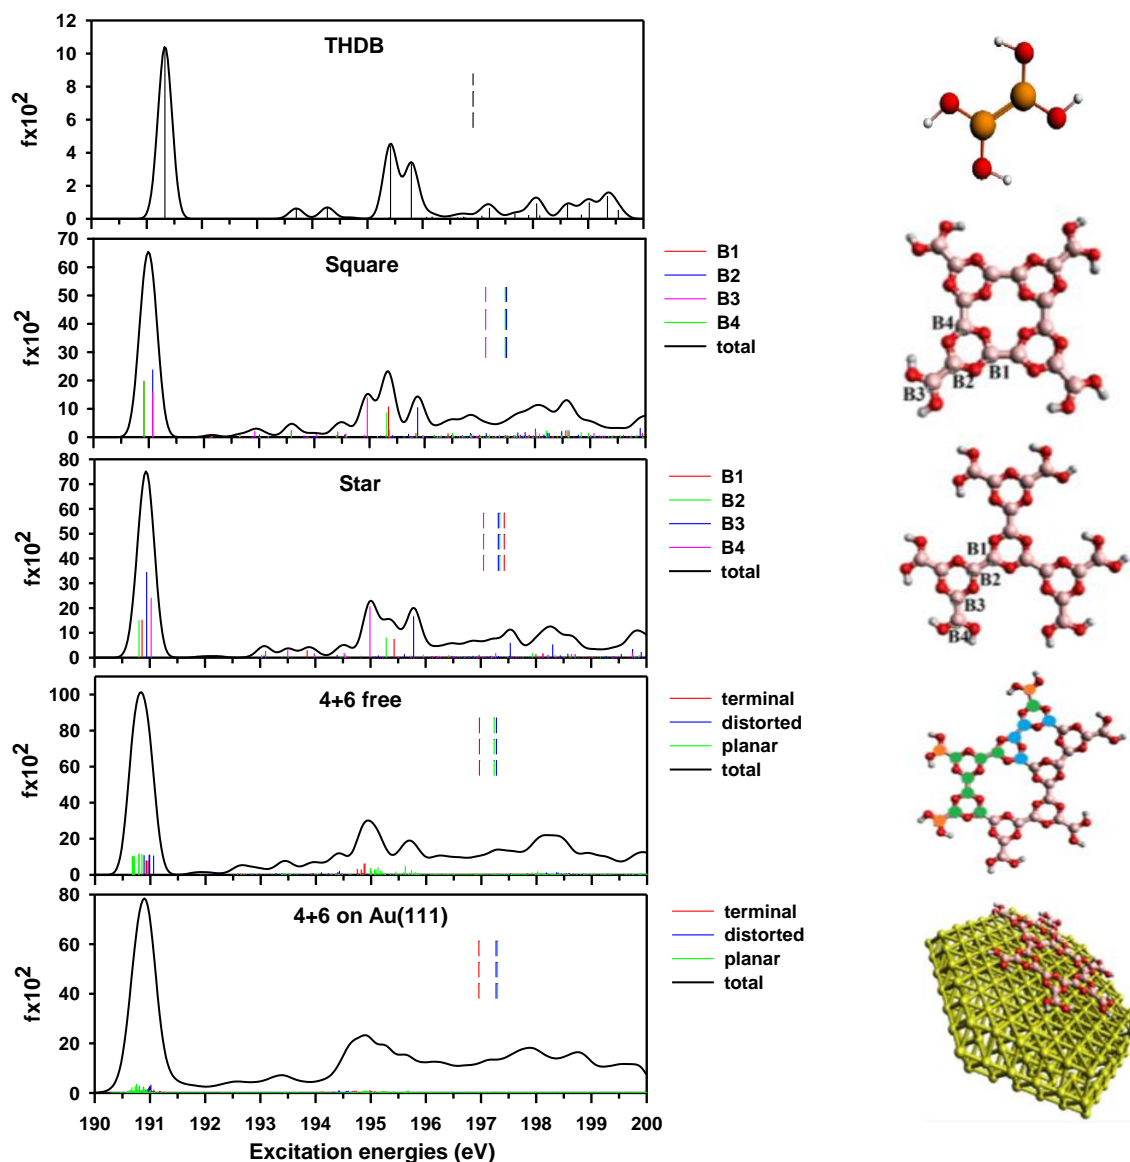 THDB
fx10²
12
10
8
6
4
2
0
Square
fx10²
70
60
50
40
30
20
10
0
B1
B2
B3
B4
total
B4
B3
B2
B1
Star
fx10²
80
70
60
50
40
30
20
10
0
B1
B2
B3
B4
total
B1
B2
B3
B4
4+6 free
fx10²
100
80
60
40
20
0
terminal
distorted
planar
total
4+6 on Au(111)
fx10²
80
60
40
20
0
terminal
distorted
planar
total
190 191 192 193 194 195 196 197 198 199 200
Excitation energies (eV)